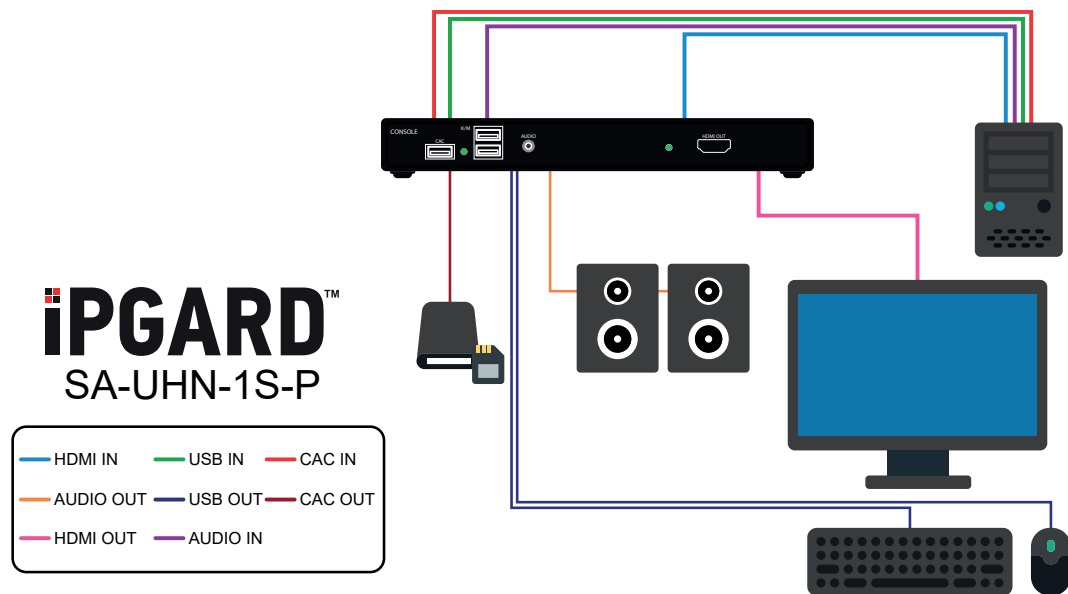 CONSOLE
CAC
K/M
AUDIO
HDMI OUT
iPGARD™
SA-UHN-1S-P
HDMI IN USB IN CAC IN
AUDIO OUT USB OUT CAC OUT
HDMI OUT AUDIO IN